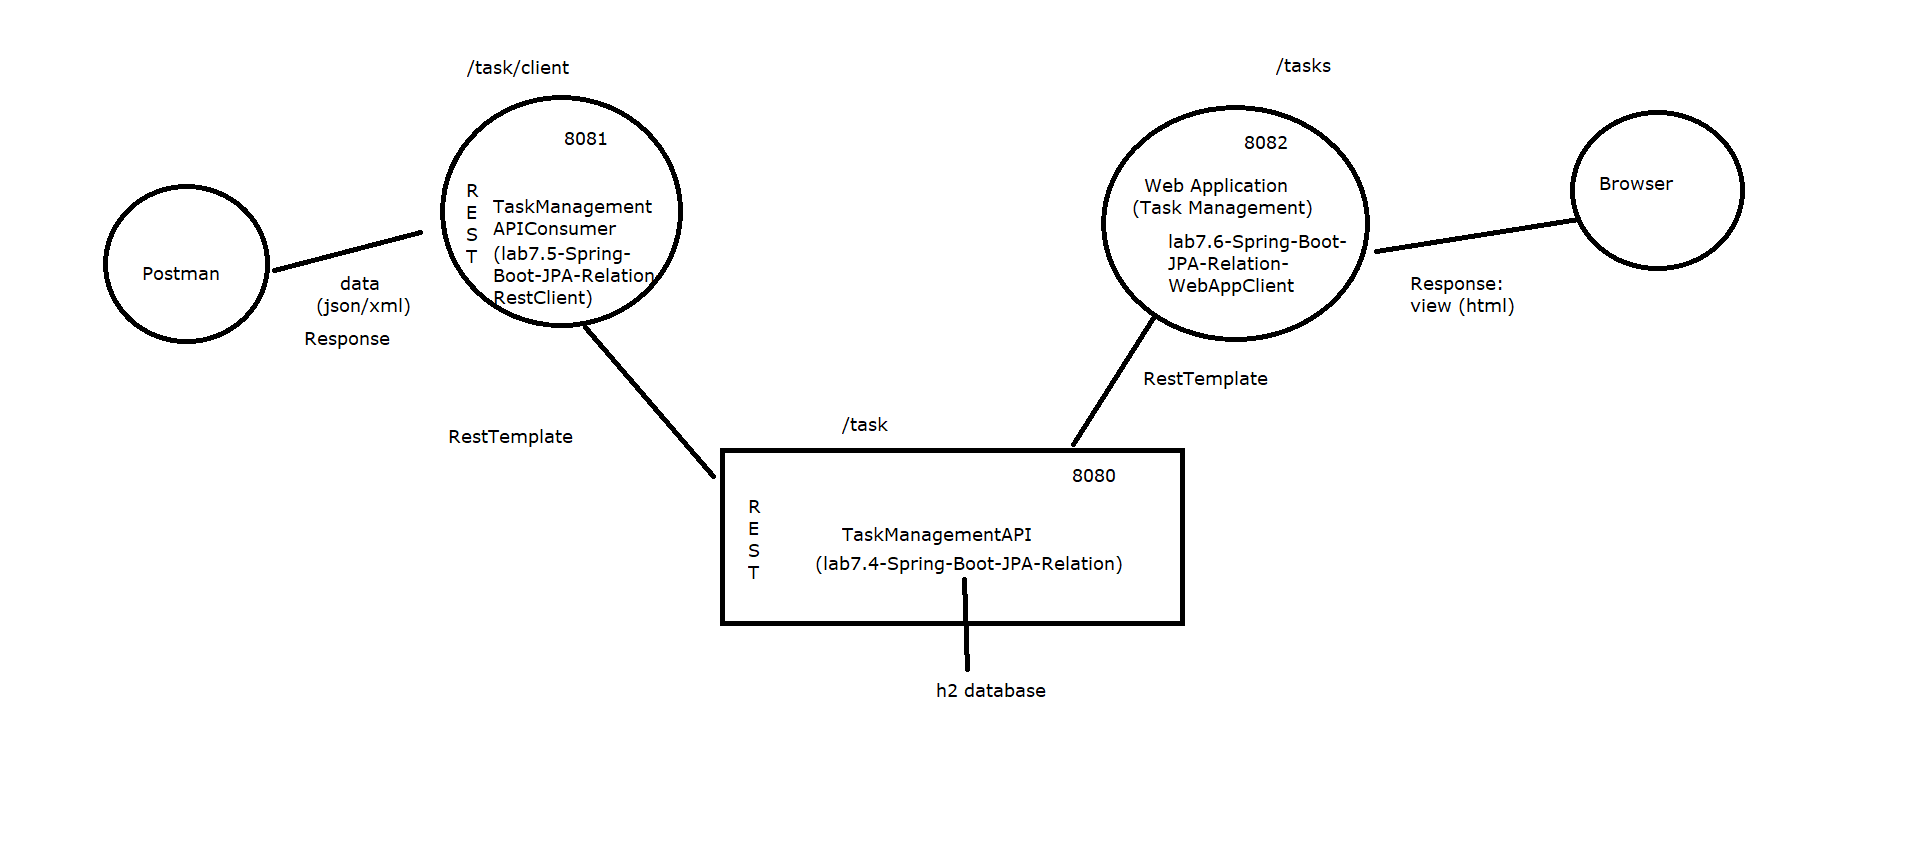 /task/client
8081
R
E
S
T
TaskManagement
APIConsumer
(lab7.5-Spring-
Boot-JPA-Relation
RestClient)
Postman
data
(json/xml)
Response
RestTemplate
/tasks
8082
Web Application
(Task Management)
lab7.6-Spring-Boot-
JPA-Relation-
WebAppClient
Browser
Response:
view (html)
RestTemplate
/task
8080
R
E
S
T
TaskManagementAPI
(lab7.4-Spring-Boot-JPA-Relation)
h2 database